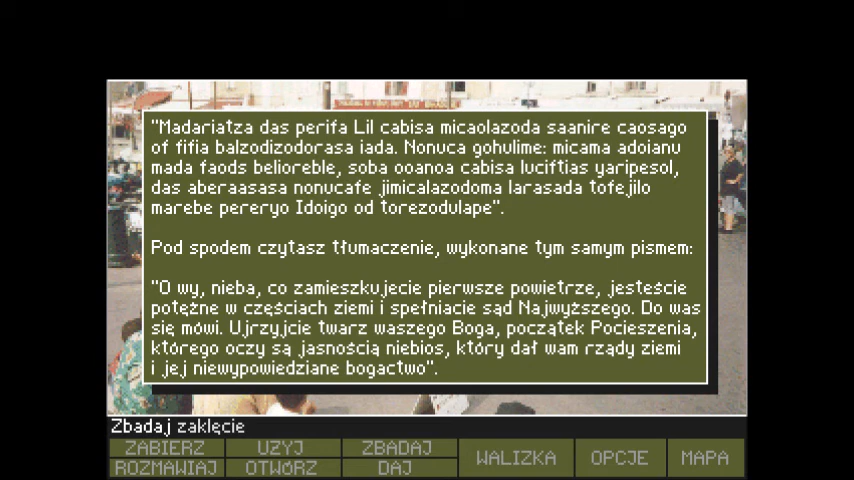 "Madariatza das perifa Lil cabisa micaolazoda saanire caosago
of fifia balzodizodorasa iada. Nonuca gohulime: micama adoianu
mada faods belioreble, soba ooanoa cabisa luciftias yaripesol,
das aberaasasa nonucafe jimicalazodoma larasada tofejilo
marebe pereryo Idoigo od torezodulape".
Pod spodem czytasz tłumaczenie, wykonane tym samym pismem:
"O wy, nieba, co zamieszkujecie pierwsze powietrze, jesteście
potężne w częściach ziemi i spełniacie sąd Najwyższego. Do was
się mówi. Ujrzyjcie twarz waszego Boga, początek Pocieszenia,
którego oczy są jasnością niebios, który dał wam rządy ziemi
i jej niewypowiedziane bogactwo".
Zbadaj zaklęcie
ZABIERZ UŻYJ ZBADAJ WALIZKA OPCJE MAPA
ROZMAWIAJ OTWÓRZ DAJ